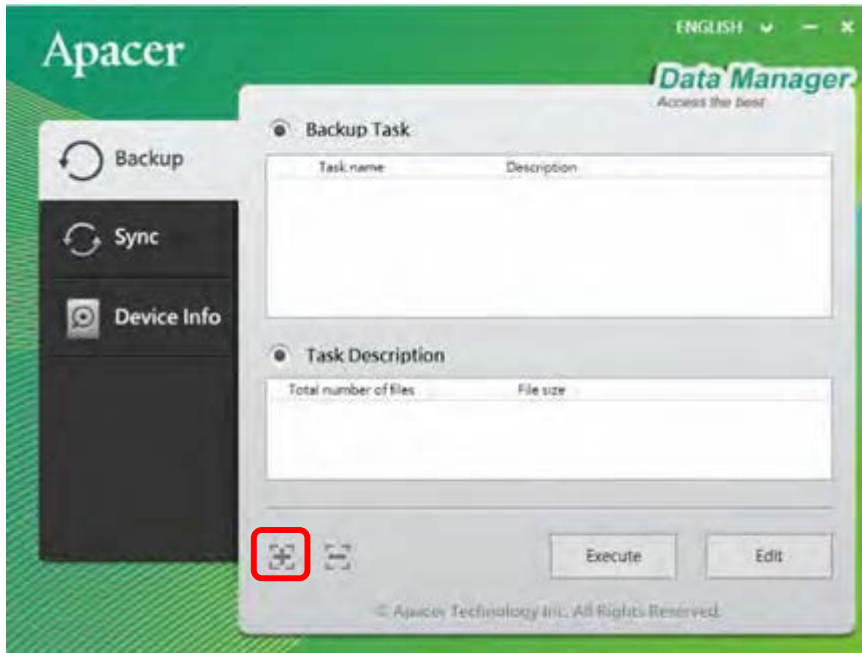 ENGLISH
Apacer
Data Manager
Access the best
Backup
Sync
Device Info
Backup Task
Task name Description
Task Description
Total number of files File size
Execute Edit
© Apacer Technology Inc. All Rights Reserved.